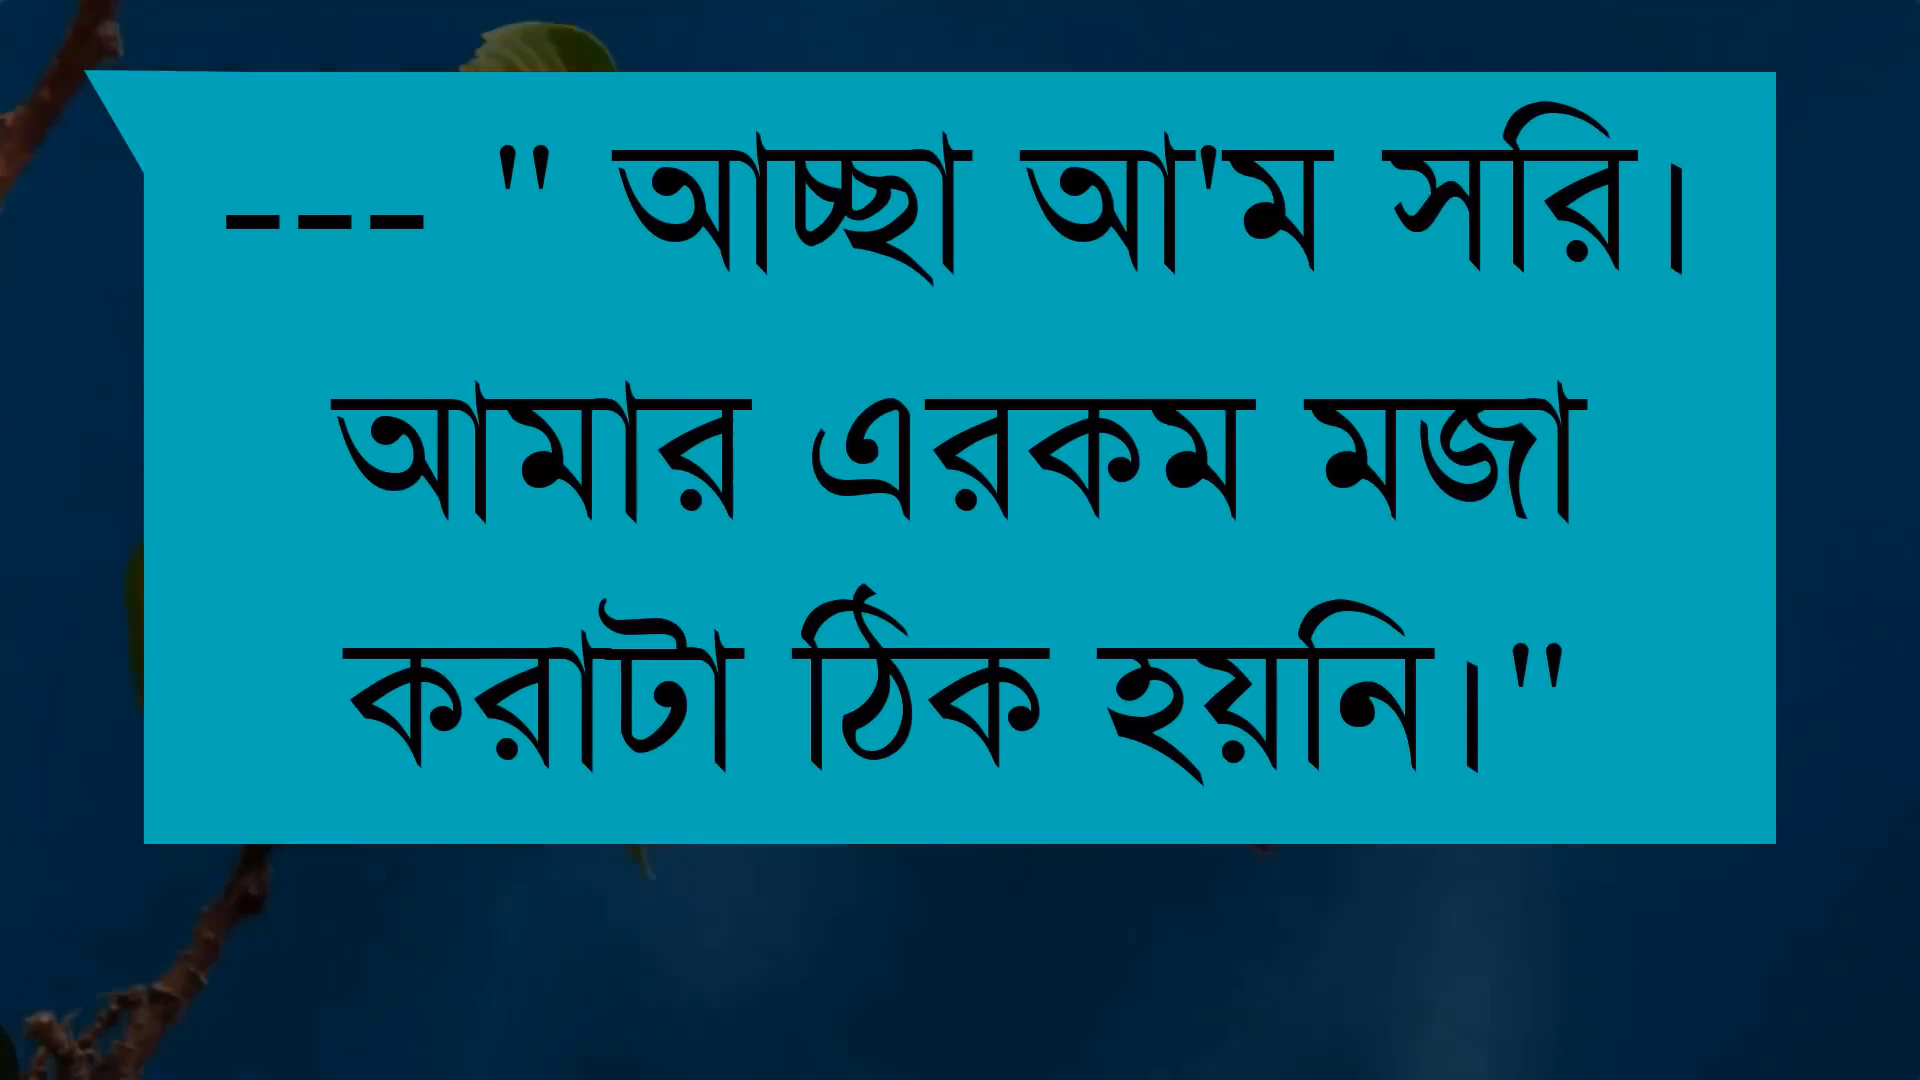 --- " আচ্ছা আ'ম সরি।
আমার এরকম মজা
করাটা ঠিক হয়নি।"